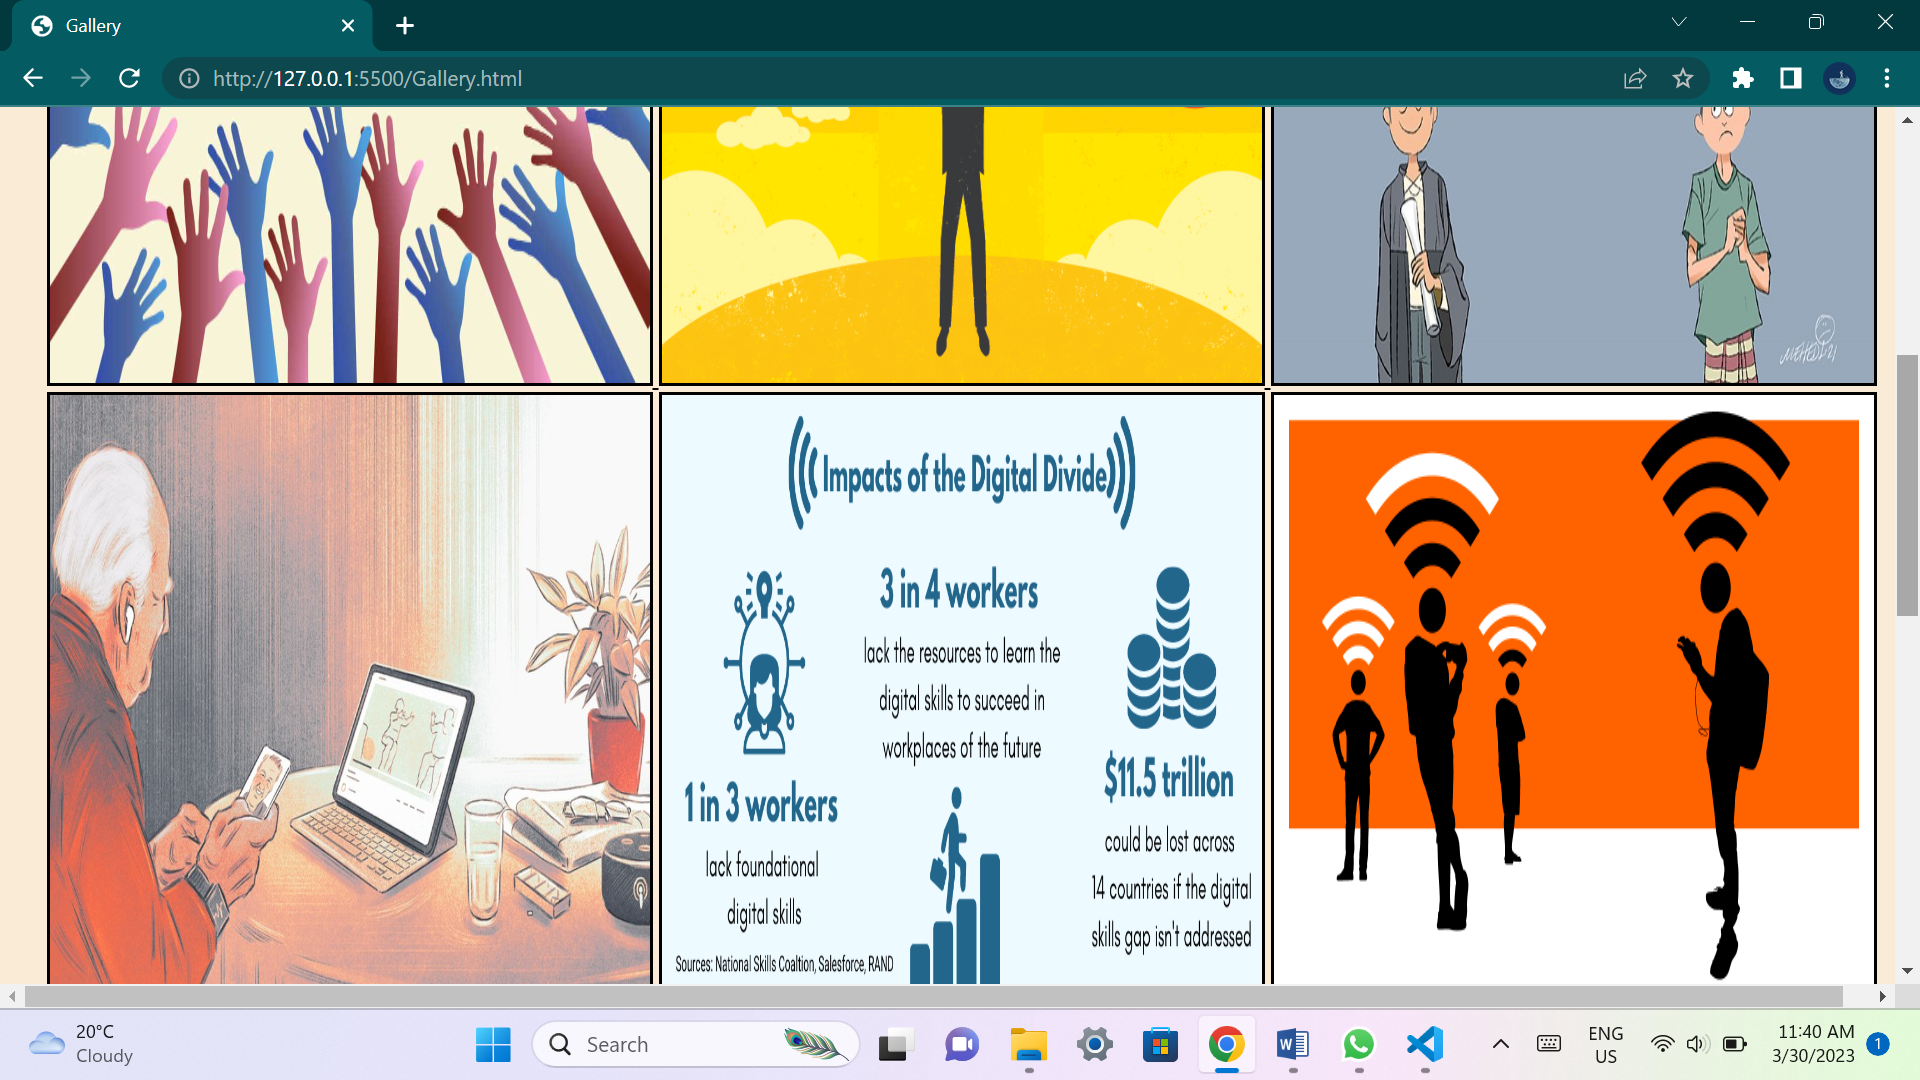 Gallery
http://127.0.0.1:5500/Gallery.html
Impacts of the Digital Divide
3 in 4 workers
lack the resources to learn the
digital skills to succeed in
workplaces of the future
$11.5 trillion
could be lost across
14 countries if the digital
skills gap isn't addressed
1 in 3 workers
lack foundational
digital skills
Sources: National Skills Coaltion, Salesforce, RAND
20°C
Cloudy
Search
ENG
US
11:40 AM
3/30/2023
1